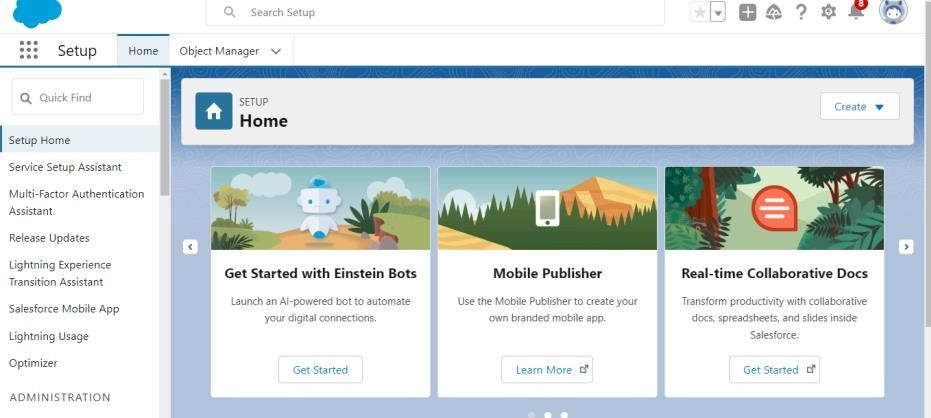 Search Setup
8
Setup
Home
Object Manager
Quick Find
Setup Home
Service Setup Assistant
Multi-Factor Authentication
Assistant
Release Updates
Lightning Experience
Transition Assistant
Salesforce Mobile App
Lightning Usage
Optimizer
ADMINISTRATION
SETUP
Home
Create
Get Started with Einstein Bots
Launch an AI-powered bot to automate
your digital connections.
Get Started
Mobile Publisher
Use the Mobile Publisher to create your
own branded mobile app.
Learn More
Real-time Collaborative Docs
Transform productivity with collaborative
docs, spreadsheets, and slides inside
Salesforce.
Get Started